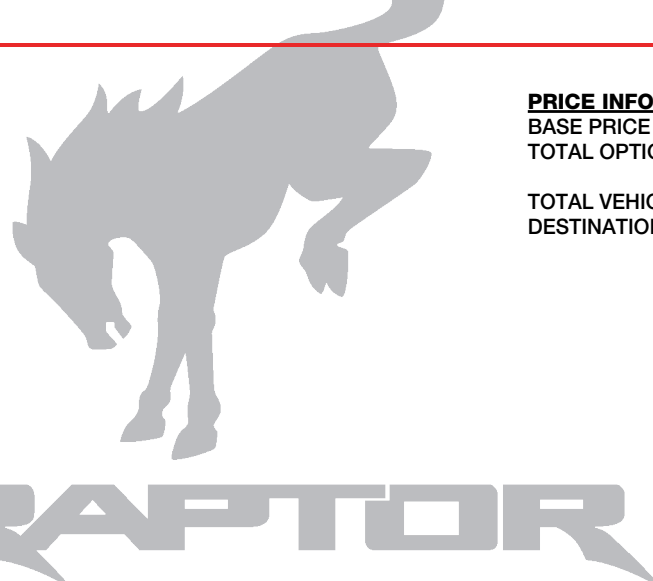 PRICE INFO
BASE PRICE
TOTAL OPTIO
TOTAL VEHIC
DESTINATION
RAPTOR